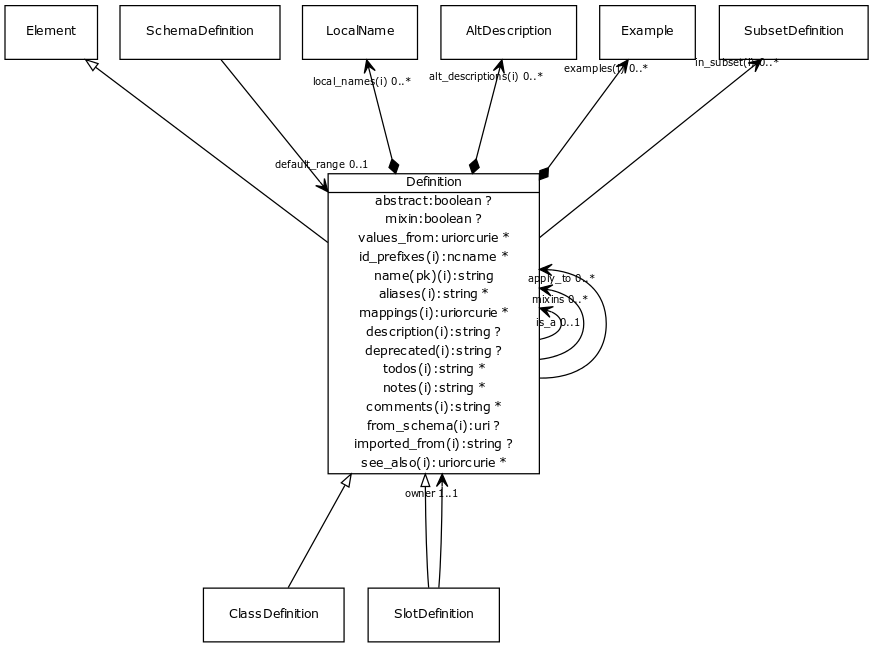 Element
SchemaDefinition
LocalName
AltDescription
Example
SubsetDefinition
local_names(i) 0..*
alt_descriptions(i) 0..*
examples(i) 0..*
in_subset(i) 0..*
default_range 0..1
Definition
abstract:boolean ?
mixin:boolean ?
values_from:uriorcurie *
id_prefixes(i):ncname *
name(pk)(i):string
aliases(i):string *
mappings(i):uriorcurie *
description(i):string ?
deprecated(i):string ?
todos(i):string *
notes(i):string *
comments(i):string *
from_schema(i):uri ?
imported_from(i):string ?
see_also(i):uriorcurie *
apply_to 0..*
mixins 0..*
is_a 0..1
owner 1..1
ClassDefinition
SlotDefinition